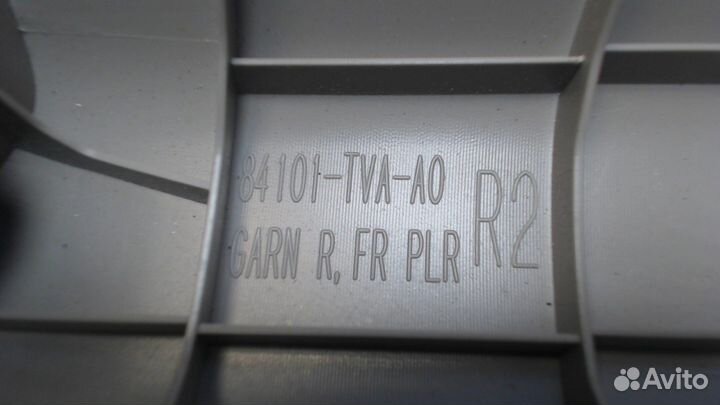 84101-TVA-A0
GARN R, FR PLR R2
Avito